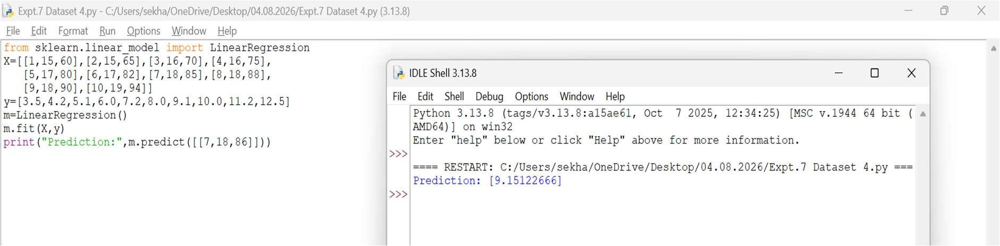 Expt.7 Dataset 4.py - C:/Users/sekha/OneDrive/Desktop/04.08.2026/Expt.7 Dataset 4.py (3.13.8)
File Edit Format Run Options Window Help
from sklearn.linear_model import LinearRegression
X=[[1,15,60],[2,15,65],[3,16,70],[4,16,75],
[5,17,80],[6,17,82],[7,18,85],[8,18,88],
[9,18,90],[10,19,94]]
y=[3.5,4.2,5.1,6.0,7.2,8.0,9.1,10.0,11.2,12.5]
m=LinearRegression()
m.fit(X,y)
print("Prediction:",m.predict([[7,18,86]]))
IDLE Shell 3.13.8
File Edit Shell Debug Options Window Help
Python 3.13.8 (tags/v3.13.8:a15ae61, Oct  7 2025, 12:34:25) [MSC v.1944 64 bit (
AMD64)] on win32
Enter "help" below or click "Help" above for more information.
>>>
==== RESTART: C:/Users/sekha/OneDrive/Desktop/04.08.2026/Expt.7 Dataset 4.py ===
Prediction: [9.15122666]
>>>